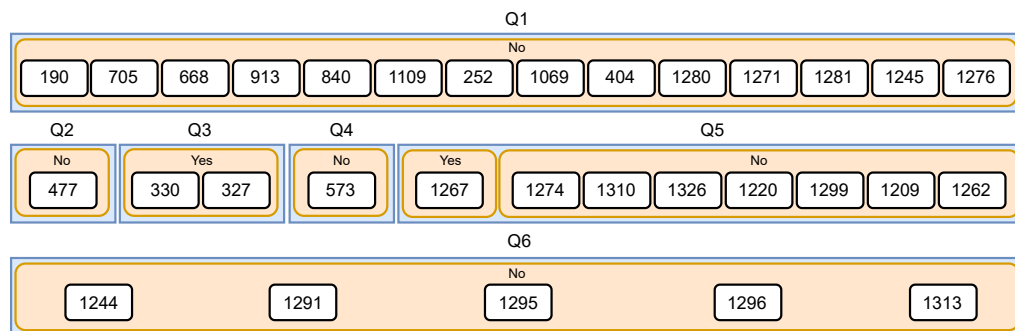 Q1
No
190 705 668 913 840 1109 252 1069 404 1280 1271 1281 1245 1276
Q2 Q3 Q4 Q5
No Yes No Yes No
477 330 327 573 1267 1274 1310 1326 1220 1299 1209 1262
Q6
No
1244 1291 1295 1296 1313